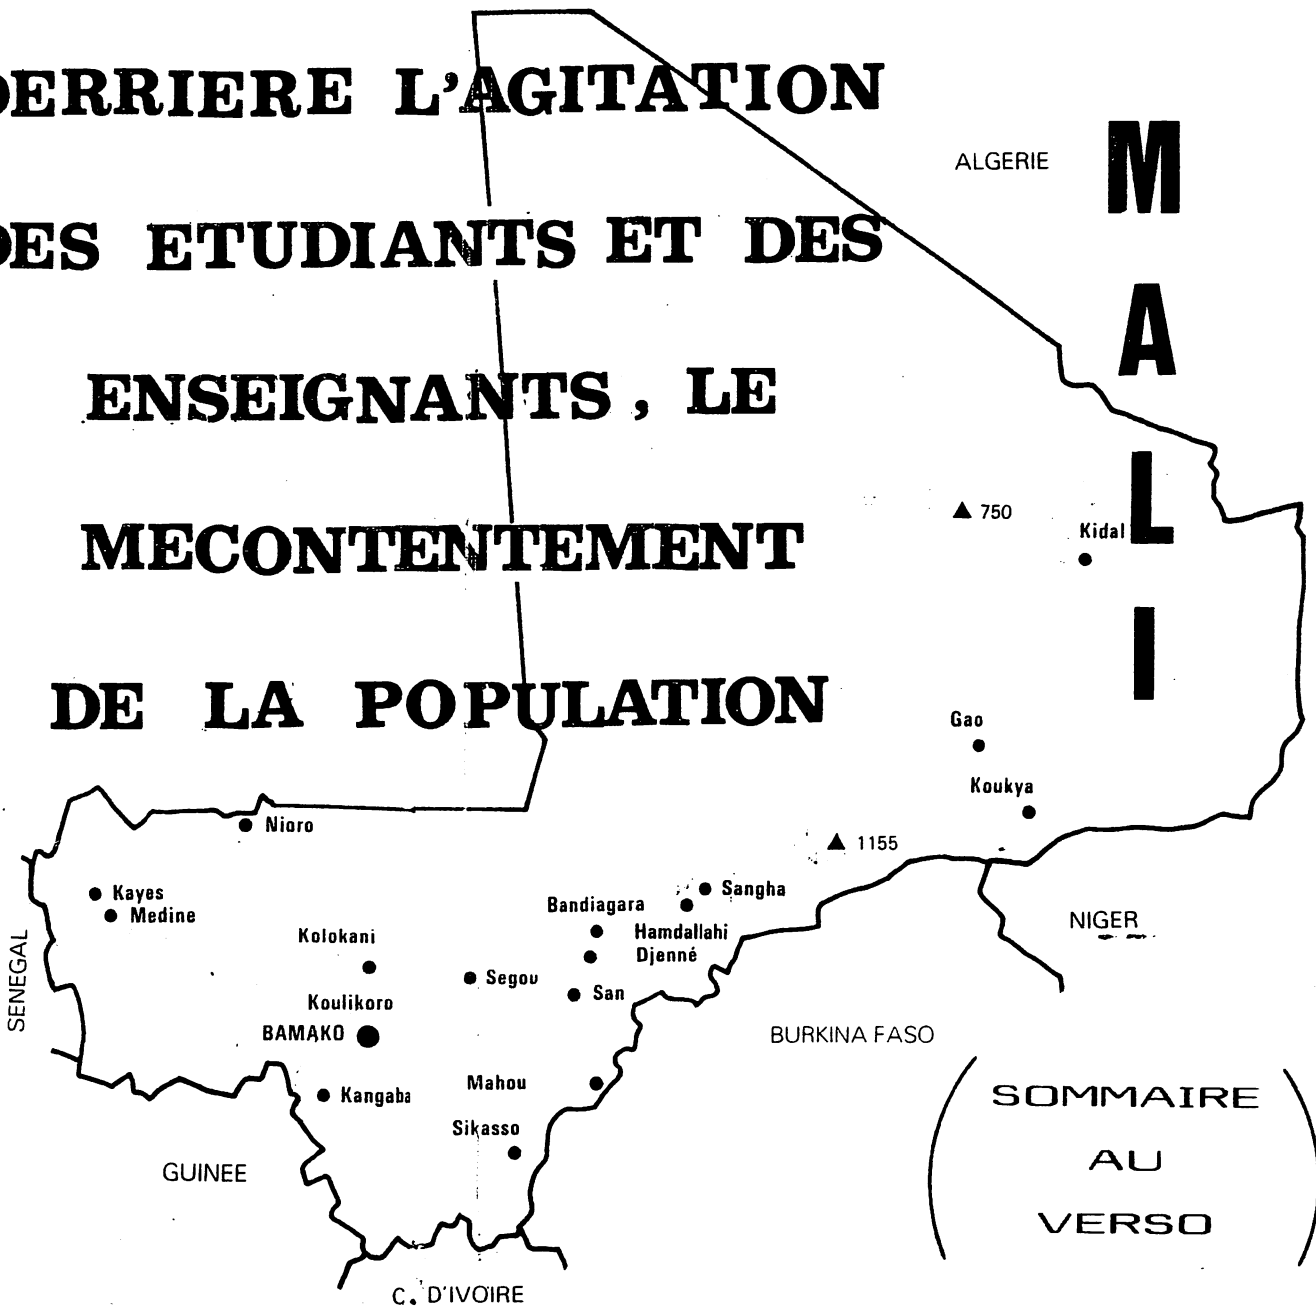 DERRIERE L'AGITATION
DES ETUDIANTS ET DES
ENSEIGNANTS, LE
MECONTENTEMENT
DE LA POPULATION
MALI
ALGERIE
750
Kidal
Gao
Koukya
1155
Nioro
Kayes
Medine
Sangha
Bandiagara
Hamdallahi
Djenné
Kolokani
Segou
San
Koulikoro
BAMAKO
Kangaba
Mahou
Sikasso
SENEGAL
GUINEE
C. D'IVOIRE
BURKINA FASO
NIGER
SOMMAIRE
AU
VERSO